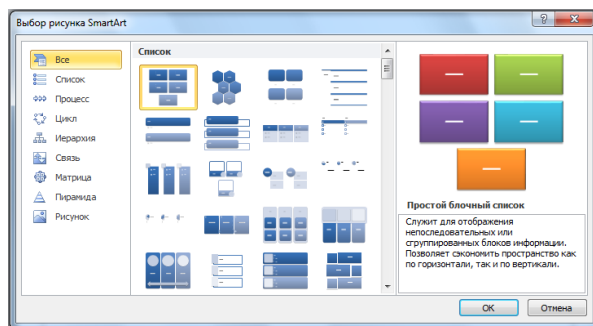 Выбор рисунка SmartArt
Все
Список
Процесс
Цикл
Иерархия
Связь
Матрица
Пирамида
Рисунок
Список
Простой блочный список
Служит для отображения
непоследовательных или
сгруппированных блоков информации.
Позволяет сэкономить пространство как
по горизонтали, так и по вертикали.
ОК
Отмена